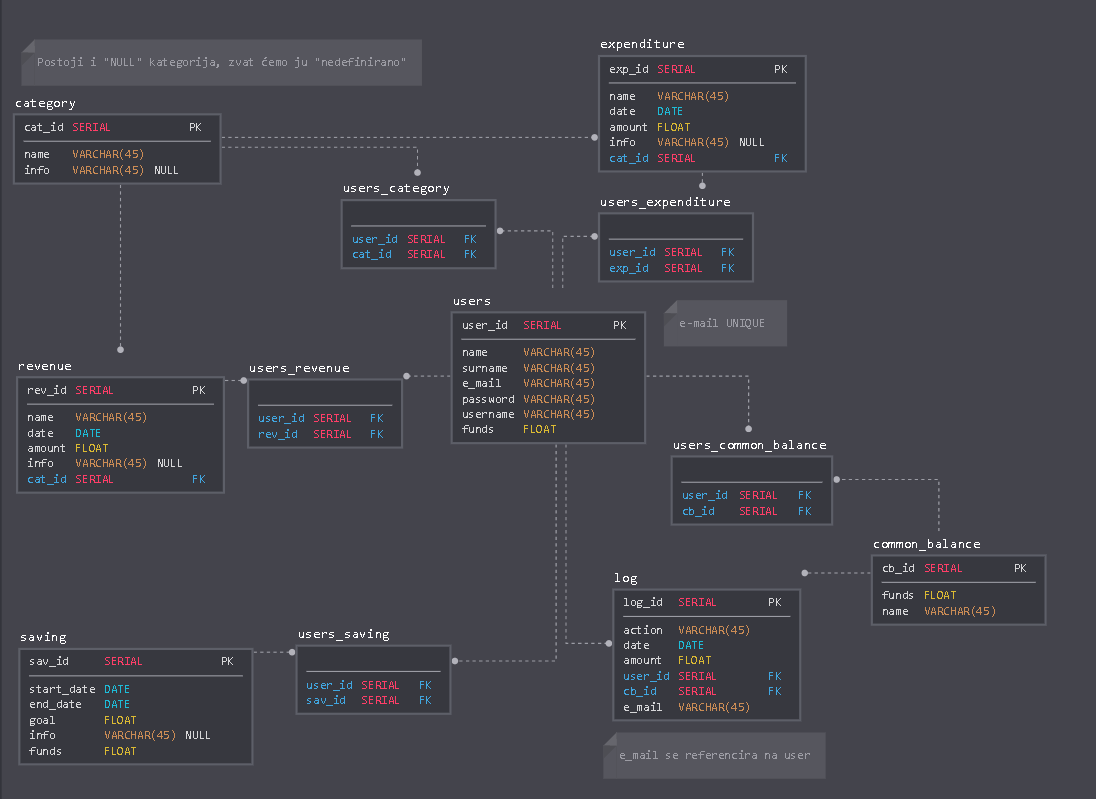 Postoji i "NULL" kategorija, zvat ćemo ju "nedefinirano"
category
cat_id SERIAL PK
name VARCHAR(45)
info VARCHAR(45) NULL
expenditure
exp_id SERIAL PK
name VARCHAR(45)
date DATE
amount FLOAT
info VARCHAR(45) NULL
cat_id SERIAL FK
users_category
user_id SERIAL FK
cat_id SERIAL FK
users_expenditure
user_id SERIAL FK
exp_id SERIAL FK
users
user_id SERIAL PK
name VARCHAR(45)
surname VARCHAR(45)
e_mail VARCHAR(45)
password VARCHAR(45)
username VARCHAR(45)
funds FLOAT
e-mail UNIQUE
revenue
rev_id SERIAL PK
name VARCHAR(45)
date DATE
amount FLOAT
info VARCHAR(45) NULL
cat_id SERIAL FK
users_revenue
user_id SERIAL FK
rev_id SERIAL FK
users_common_balance
user_id SERIAL FK
cb_id SERIAL FK
common_balance
cb_id SERIAL PK
funds FLOAT
name VARCHAR(45)
log
log_id SERIAL PK
action VARCHAR(45)
date DATE
amount FLOAT
user_id SERIAL FK
cb_id SERIAL FK
e_mail VARCHAR(45)
saving
sav_id SERIAL PK
start_date DATE
end_date DATE
goal FLOAT
info VARCHAR(45) NULL
funds FLOAT
users_saving
user_id SERIAL FK
sav_id SERIAL FK
e_mail se referencira na user